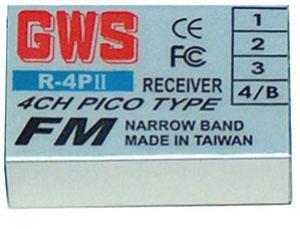 GWS
CE
FC
R-4PII
RECEIVER
4CH PICO TYPE
FM
NARROW BAND
MADE IN TAIWAN
1
2
3
4/B